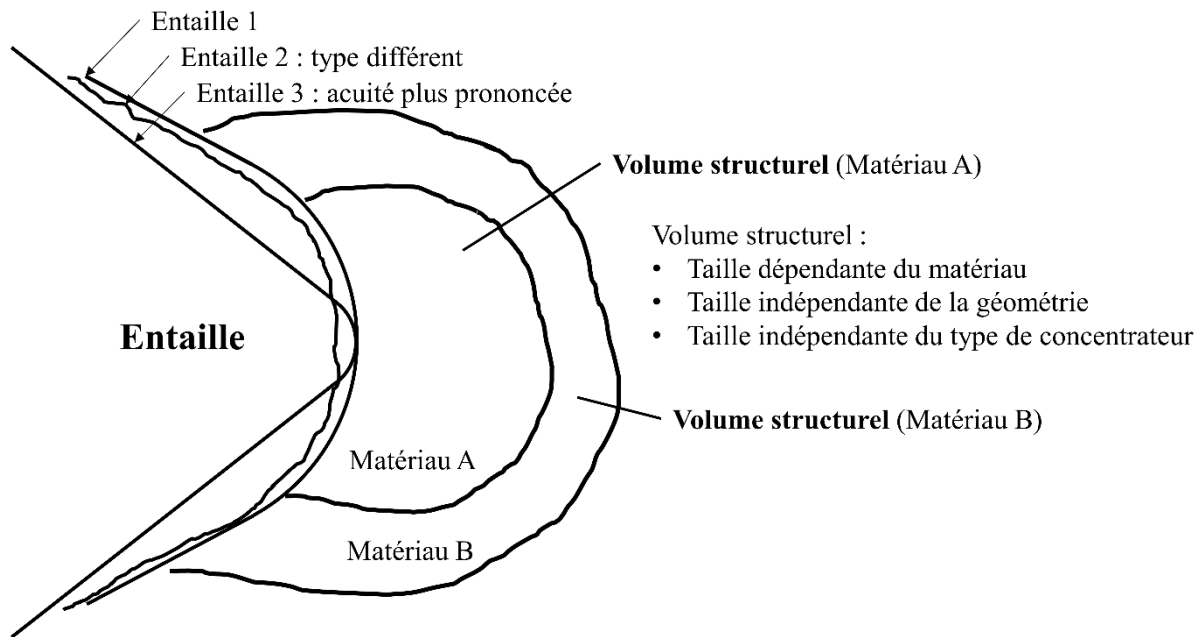 Entaille 1
Entaille 2 : type différent
Entaille 3 : acuité plus prononcée
Volume structurel (Matériau A)
Volume structurel :
• Taille dépendante du matériau
• Taille indépendante de la géométrie
• Taille indépendante du type de concentrateur
Entaille
Volume structurel (Matériau B)
Matériau A
Matériau B